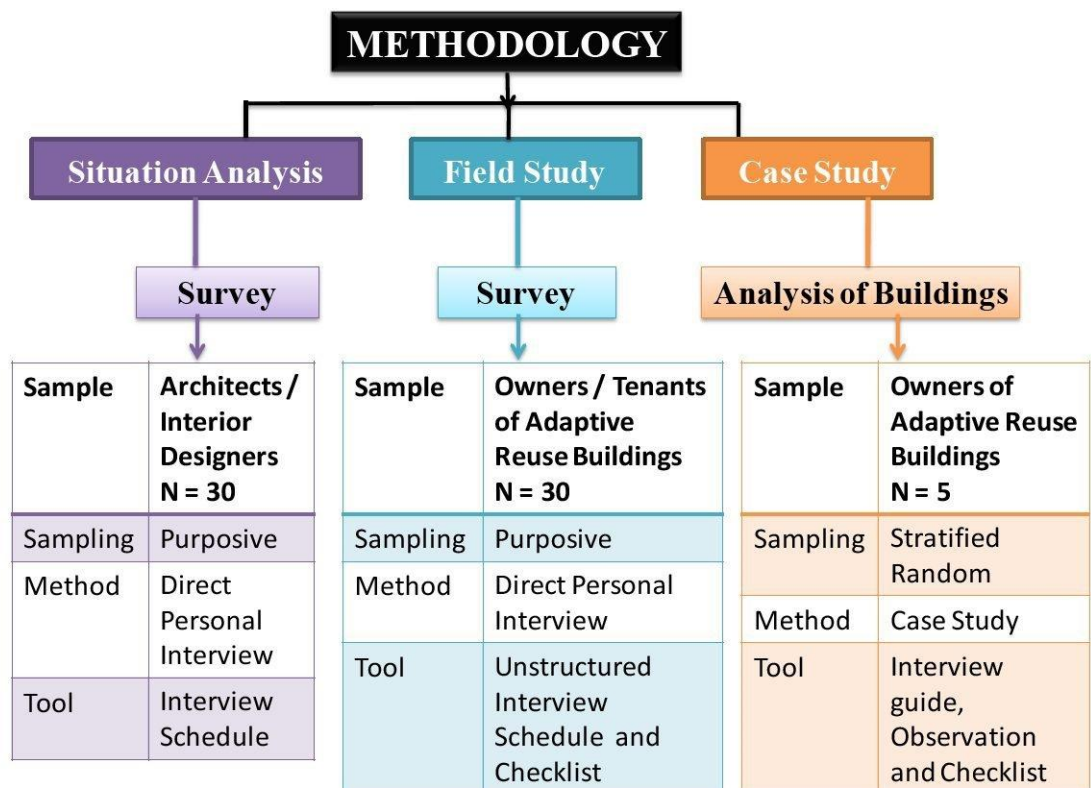 METHODOLOGY
Situation Analysis
Field Study
Case Study
Survey
Survey
Analysis of Buildings
Sample
Architects /
Interior
Designers
N = 30
Sampling
Purposive
Method
Direct
Personal
Interview
Tool
Interview
Schedule
Sample
Owners / Tenants
of Adaptive
Reuse Buildings
N = 30
Sampling
Purposive
Method
Direct Personal
Interview
Tool
Unstructured
Interview
Schedule and
Checklist
Sample
Owners of
Adaptive Reuse
Buildings
N = 5
Sampling
Stratified
Random
Method
Case Study
Tool
Interview
guide,
Observation
and Checklist